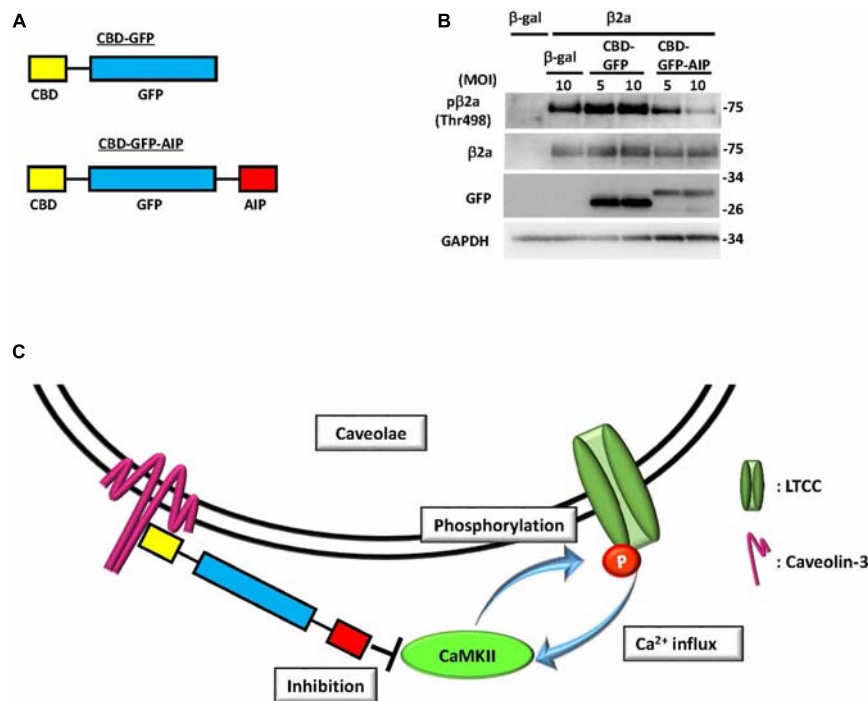 A
CBD-GFP
CBD GFP
CBD-GFP-AIP
CBD GFP AIP
B
β-gal β2a
β-gal CBD-GFP CBD-GFP-AIP
(MOI) 10 5 10 5 10
pβ2a (Thr498) -75
β2a -75
-34
GFP
-26
GAPDH -34
C
Caveolae
Phosphorylation
P
: LTCC
: Caveolin-3
CaMKII
Ca²⁺ influx
Inhibition